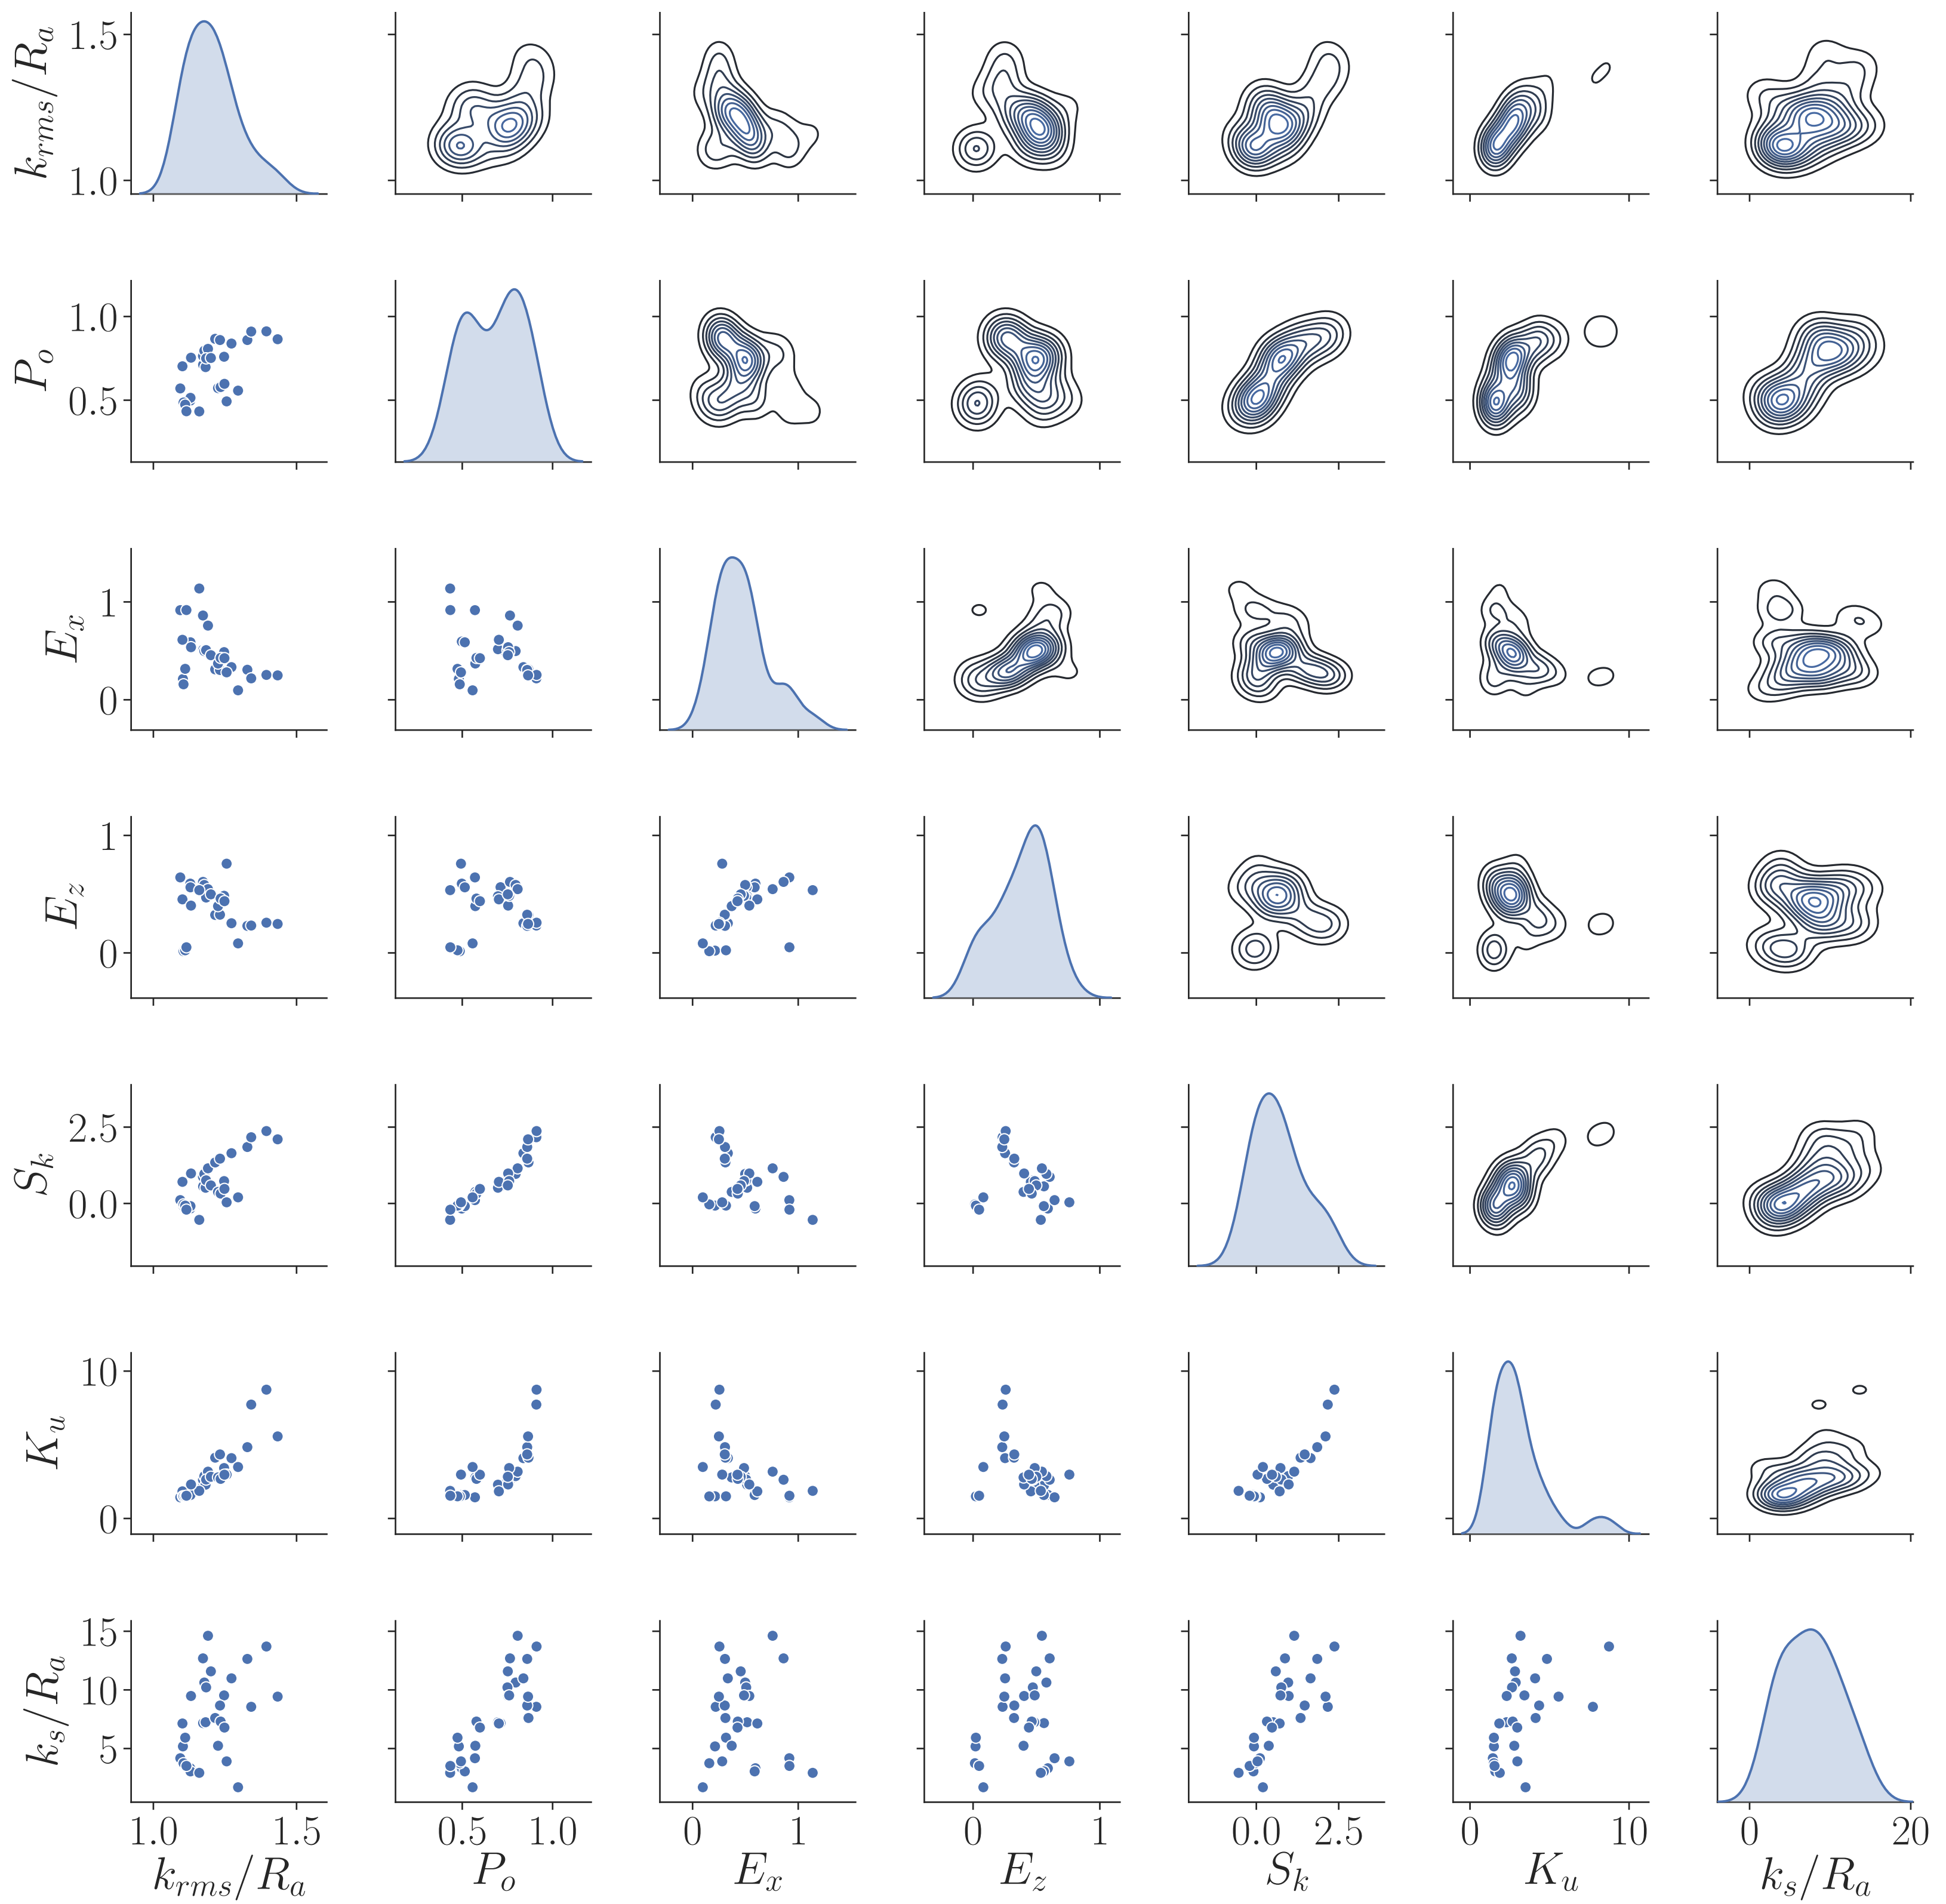 k_{rms}/R_a
1.5
1.0
P_o
1.0
0.5
E_x
1
0
E_z
1
0
S_k
2.5
0.0
K_u
10
0
k_s/R_a
15
10
5
1.0 1.5 0.5 1.0 0 1 0 1 0.0 2.5 0 10 0 20
k_{rms}/R_a P_o E_x E_z S_k K_u k_s/R_a